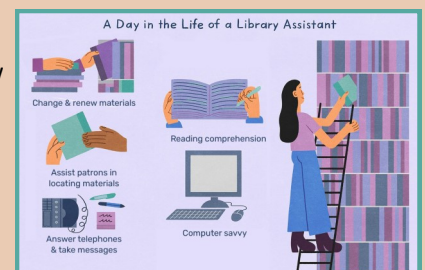 A Day in the Life of a Library Assistant
Change & renew materials
Reading comprehension
Assist patrons in
locating materials
Computer savvy
Answer telephones
& take messages